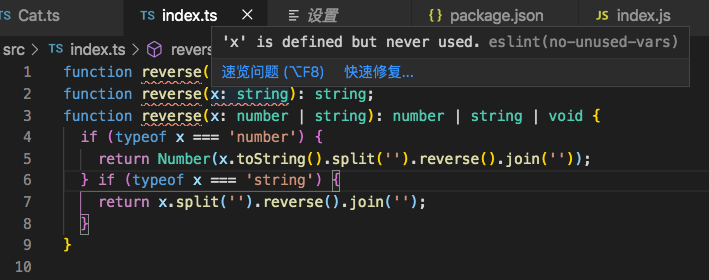 Cat.ts
TS index.ts
设置
package.json
JS index.js
src > TS index.ts > revers
'x' is defined but never used. eslint(no-unused-vars)
速览问题 (⌥F8) 快速修复...
1 function reverse(
2 function reverse(x: string): string;
3 function reverse(x: number | string): number | string | void {
4 if (typeof x === 'number') {
5 return Number(x.toString().split('').reverse().join(''));
6 } if (typeof x === 'string') {
7 return x.split('').reverse().join('');
8 }
9 }
10